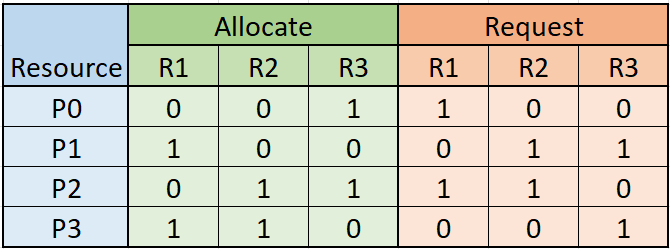 Allocate Request
Resource R1 R2 R3 R1 R2 R3
P0 0 0 1 1 0 0
P1 1 0 0 0 1 1
P2 0 1 1 1 1 0
P3 1 1 0 0 0 1